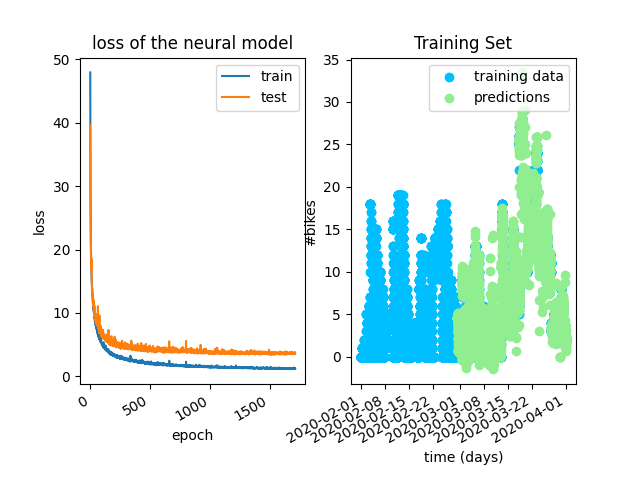 loss of the neural model
50
40
30
20
10
0
loss
0
500
1000
1500
epoch
train
test
Training Set
35
30
25
20
15
10
5
0
#bikes
2020-02-01
2020-02-08
2020-02-15
2020-02-22
2020-03-01
2020-03-08
2020-03-15
2020-03-22
2020-04-01
time (days)
training data
predictions